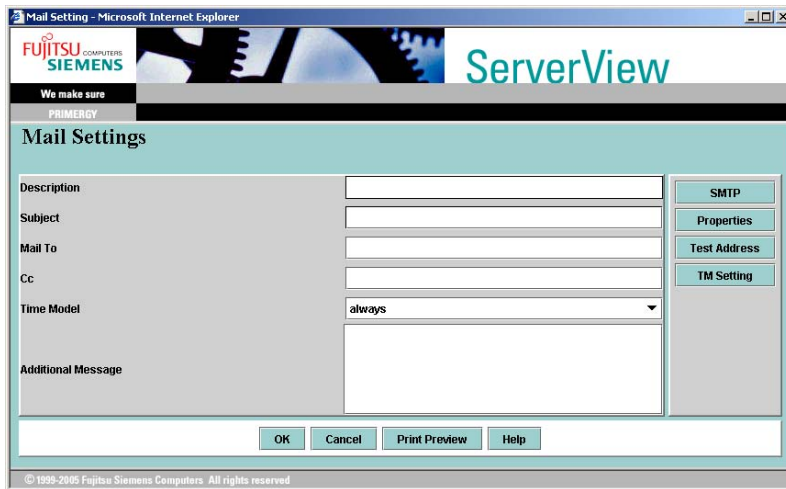 Mail Setting - Microsoft Internet Explorer
FUJITSU COMPUTERS
SIEMENS
ServerView
We make sure
PRIMERGY
Mail Settings
Description
SMTP
Subject
Properties
Mail To
Test Address
Cc
TM Setting
Time Model
always
Additional Message
OK
Cancel
Print Preview
Help
© 1999-2005 Fujitsu Siemens Computers All rights reserved